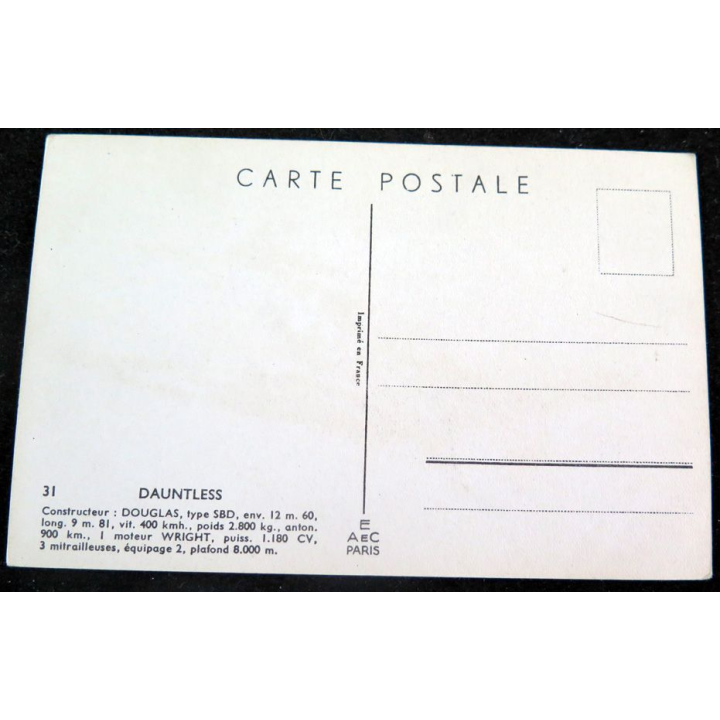 CARTE POSTALE
Imprimé en France
31 DAUNTLESS
Constructeur : DOUGLAS, type SBD, env. 12 m. 60,
long. 9 m. 81, vit. 400 kmh., poids 2.800 kg., anton.
900 km., 1 moteur WRIGHT, puiss. 1.180 CV,
3 mitrailleuses, équipage 2, plafond 8.000 m.
E
AEC
PARIS